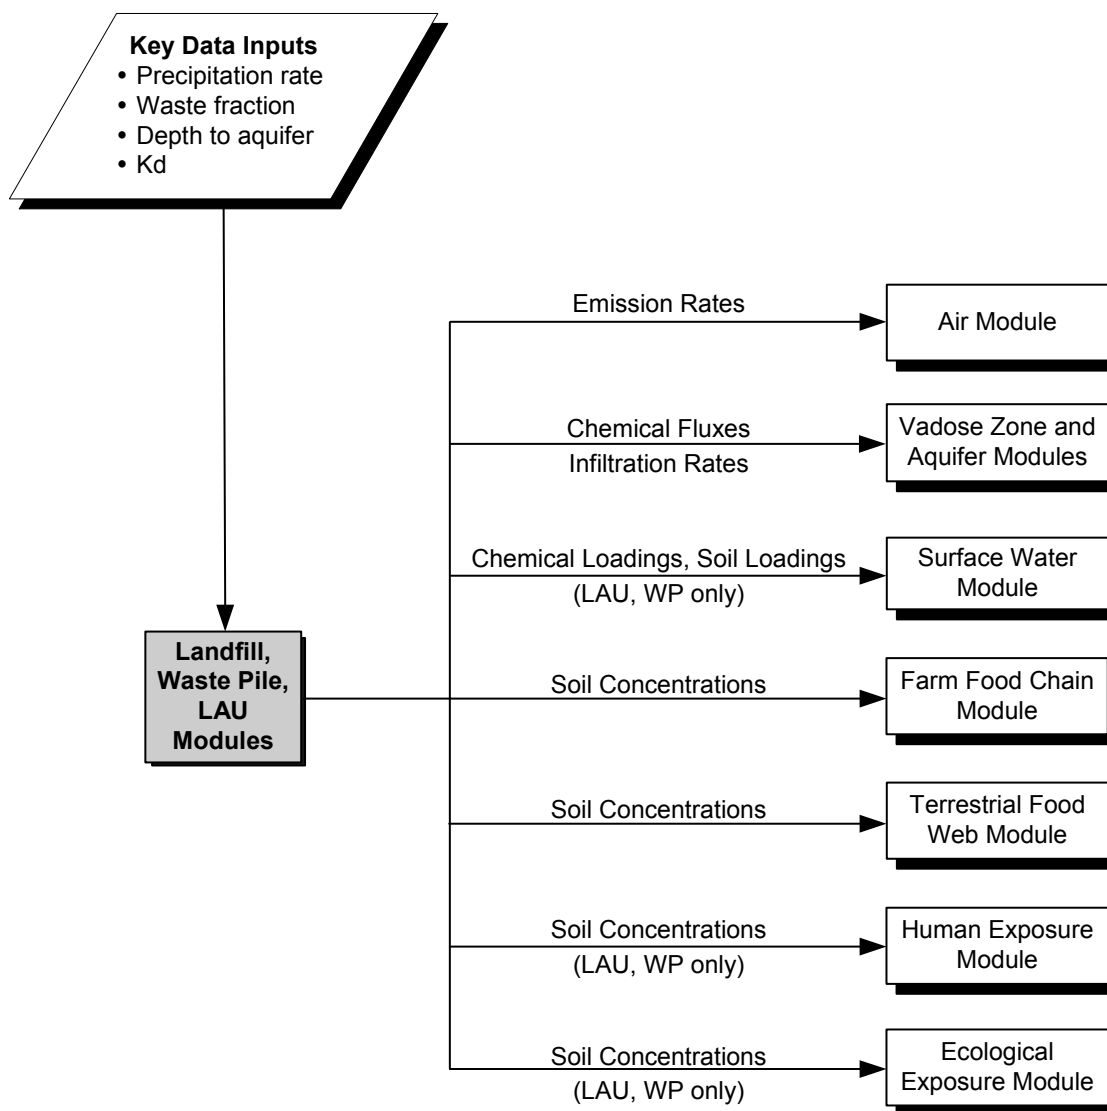 Key Data Inputs
• Precipitation rate
• Waste fraction
• Depth to aquifer
• Kd
Emission Rates
Air Module
Chemical Fluxes
Infiltration Rates
Vadose Zone and
Aquifer Modules
Chemical Loadings, Soil Loadings
(LAU, WP only)
Surface Water
Module
Landfill,
Waste Pile,
LAU
Modules
Soil Concentrations
Farm Food Chain
Module
Soil Concentrations
Terrestrial Food
Web Module
Soil Concentrations
(LAU, WP only)
Human Exposure
Module
Soil Concentrations
(LAU, WP only)
Ecological
Exposure Module